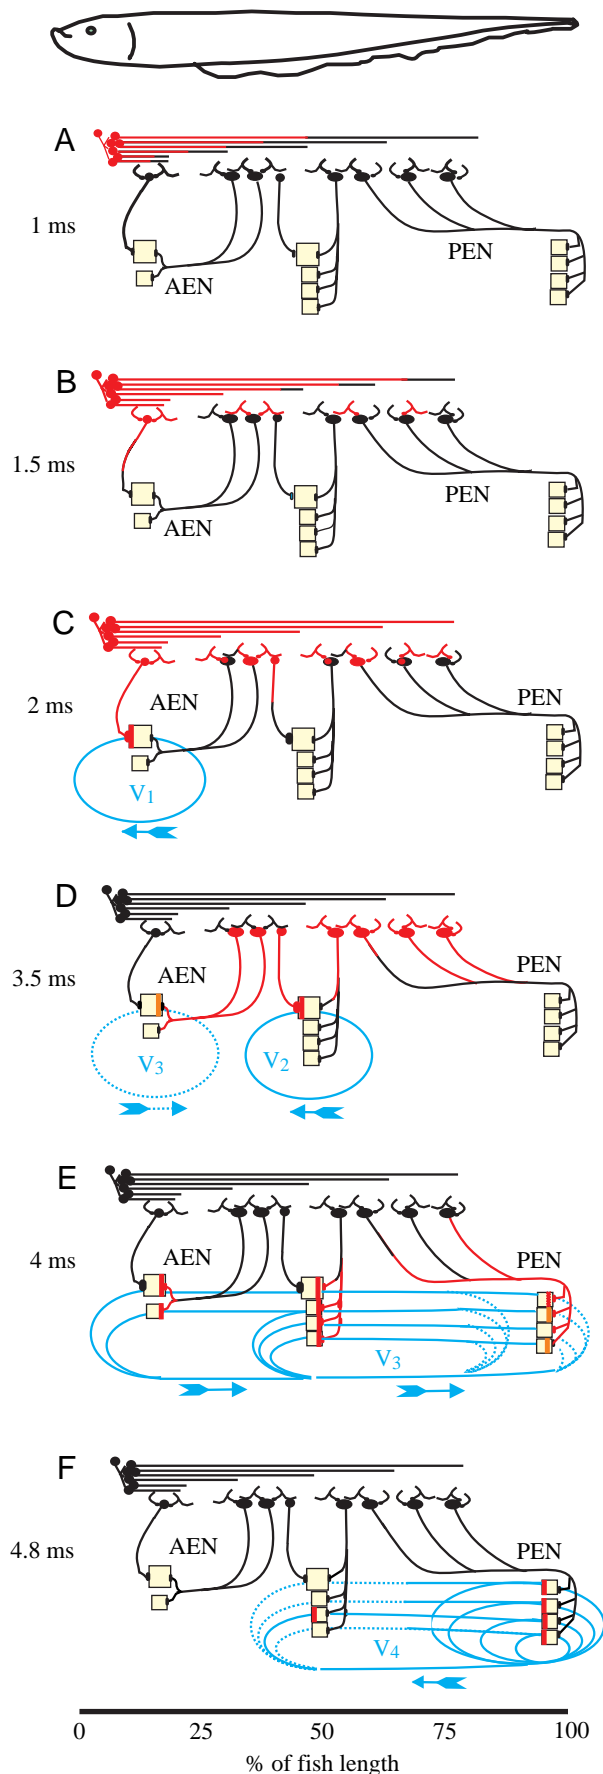 A
1 ms
AEN
PEN
B
1.5 ms
AEN
PEN
C
2 ms
AEN
PEN
V1
D
3.5 ms
AEN
PEN
V3
V2
E
4 ms
AEN
PEN
V3
F
4.8 ms
AEN
PEN
V4
0 25 50 75 100
% of fish length